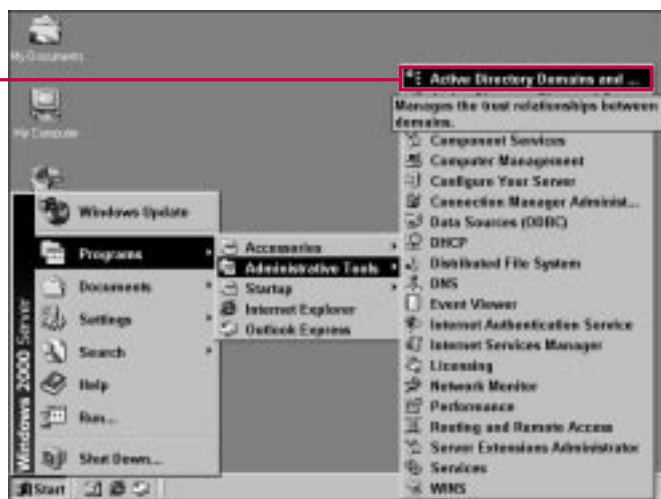 My Documents
My Computer
Active Directory Domains and ...
Manages the trust relationships between
domains.
Component Services
Computer Management
Configure Your Server
Connection Manager Administ...
Data Sources (ODBC)
DHCP
Distributed File System
DNS
Event Viewer
Internet Authentication Service
Internet Services Manager
Licensing
Network Monitor
Performance
Routing and Remote Access
Server Extensions Administrator
Services
WINS
Accessories
Administrative Tools
Startup
Internet Explorer
Outlook Express
Windows Update
Programs
Documents
Settings
Search
Help
Run...
Shut Down...
Windows 2000 Server
Start